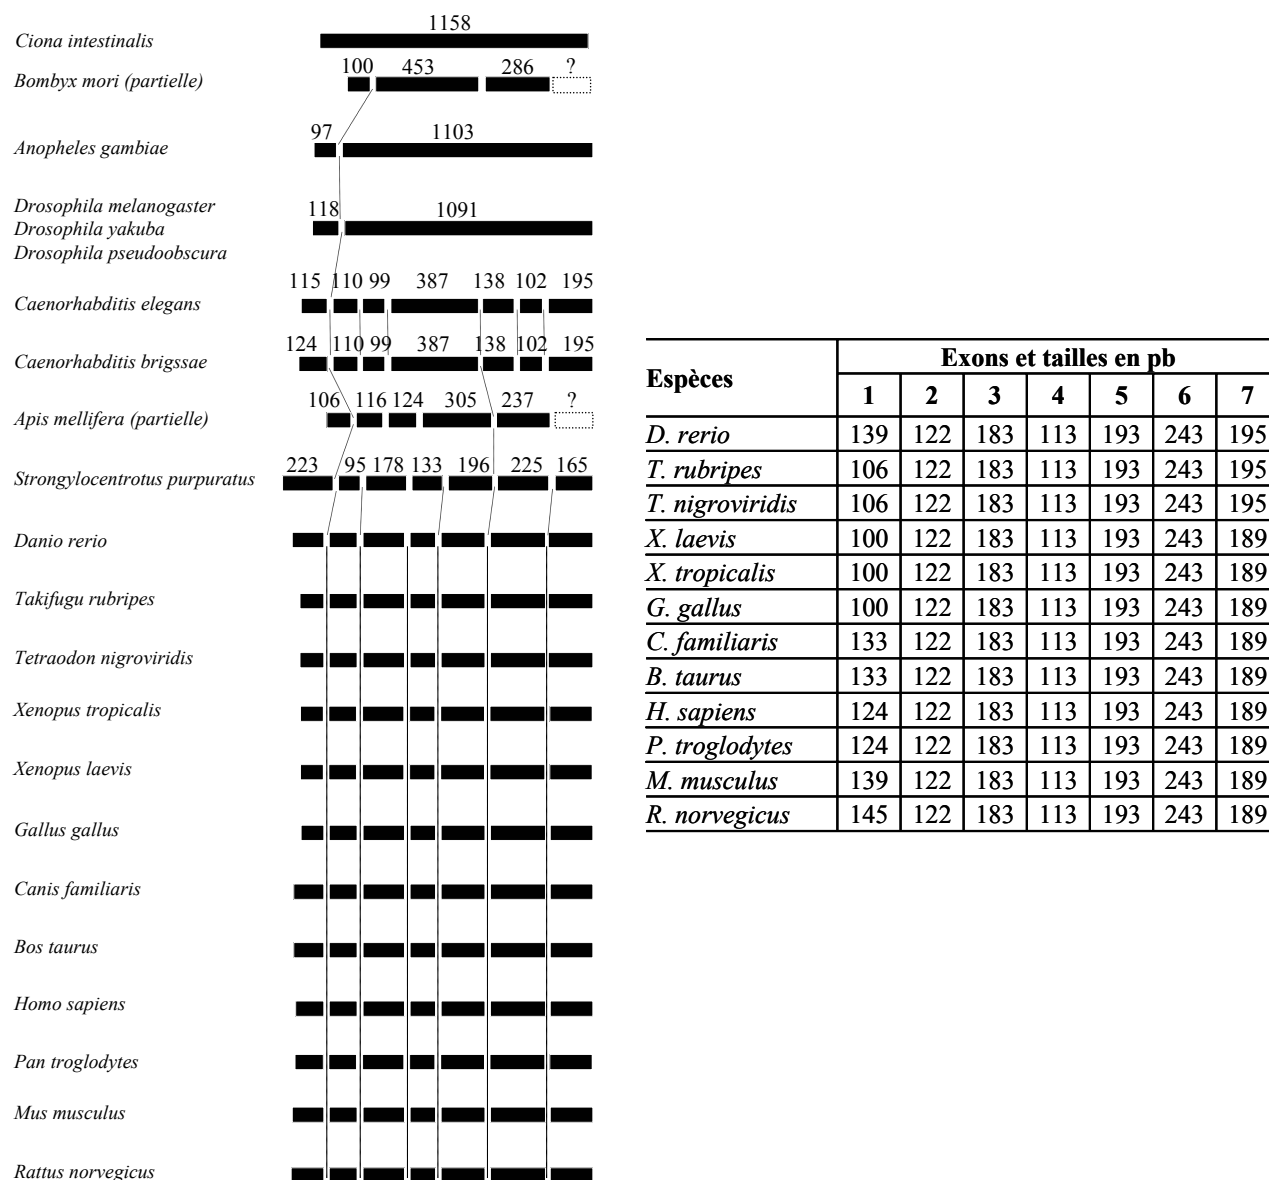 1158
Ciona intestinalis
100 453 286 ?
Bombyx mori (partielle)
97 1103
Anopheles gambiae
Drosophila melanogaster
118 1091
Drosophila yakuba
Drosophila pseudoobscura
115 110 99 387 138 102 195
Caenorhabditis elegans
124 110 99 387 138 102 195
Caenorhabditis brigssae
106 116 124 305 237 ?
Apis mellifera (partielle)
223 95 178 133 196 225 165
Strongylocentrotus purpuratus
Danio rerio
Takifugu rubripes
Tetraodon nigroviridis
Xenopus tropicalis
Xenopus laevis
Gallus gallus
Canis familiaris
Bos taurus
Homo sapiens
Pan troglodytes
Mus musculus
Rattus norvegicus
Espèces Exons et tailles en pb
1 2 3 4 5 6 7
D. rerio 139 122 183 113 193 243 195
T. rubripes 106 122 183 113 193 243 195
T. nigroviridis 106 122 183 113 193 243 195
X. laevis 100 122 183 113 193 243 189
X. tropicalis 100 122 183 113 193 243 189
G. gallus 100 122 183 113 193 243 189
C. familiaris 133 122 183 113 193 243 189
B. taurus 133 122 183 113 193 243 189
H. sapiens 124 122 183 113 193 243 189
P. troglodytes 124 122 183 113 193 243 189
M. musculus 139 122 183 113 193 243 189
R. norvegicus 145 122 183 113 193 243 189